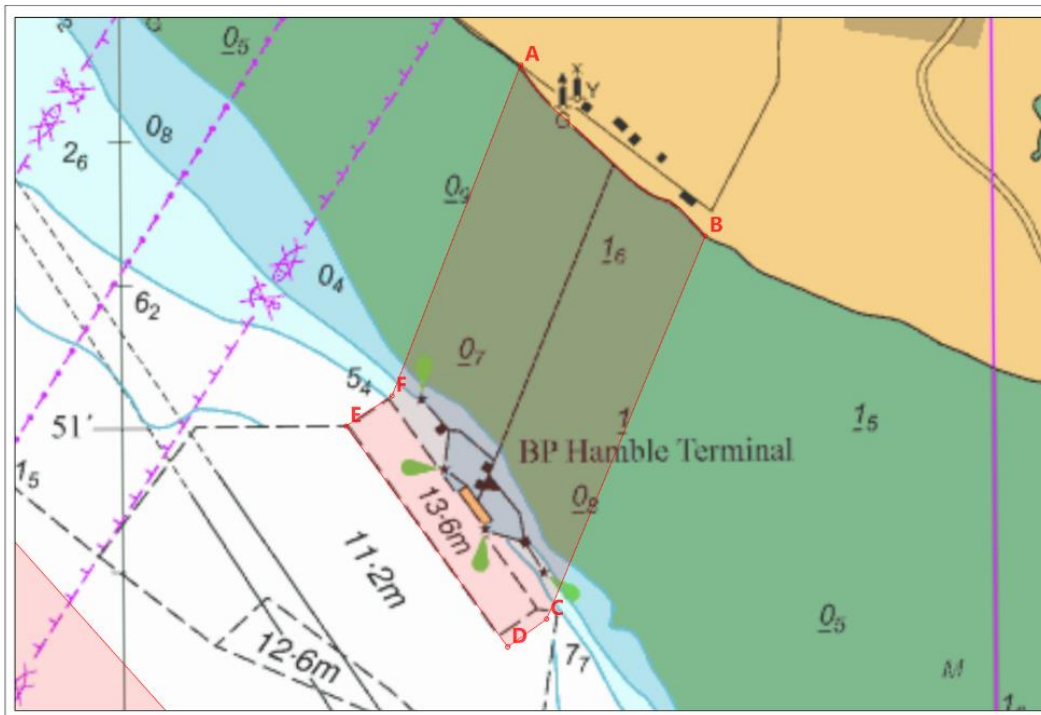 0₅
A
X
Y
G
0₈
2₆
0₉
B
1₆
0₄
6₂
0₇
5₄
F
E
1₅
51′
1
BP Hamble Terminal
1₅
0₈
13·6m
11·2m
C
D
0₅
7₇
12·6m
M